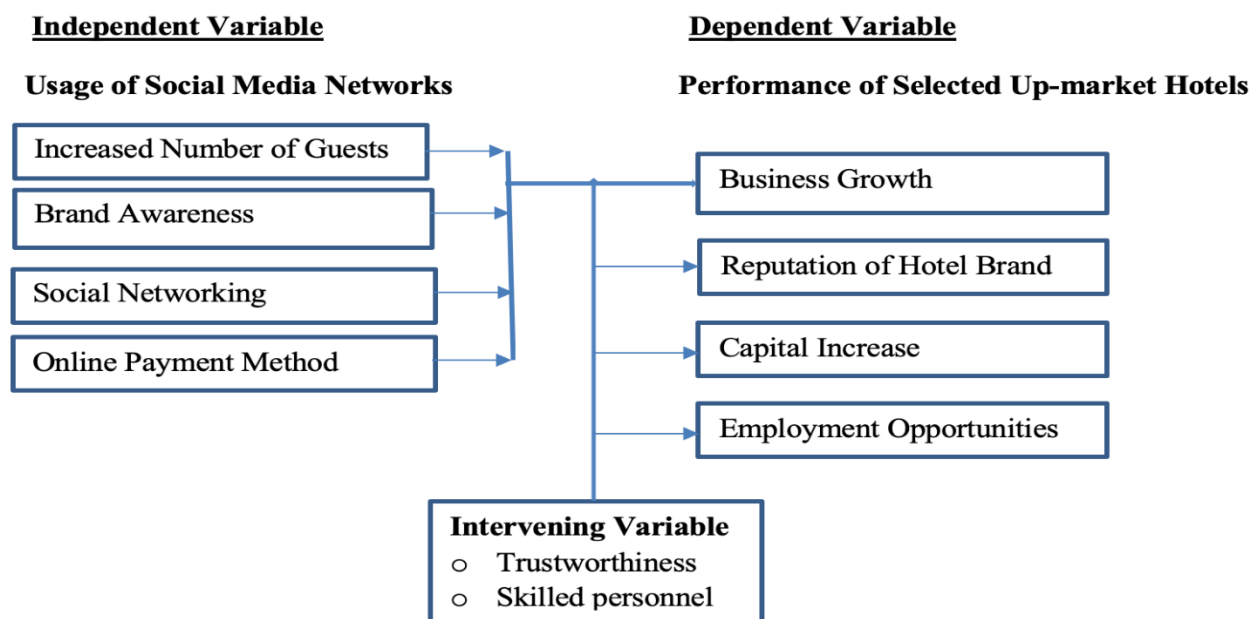 Independent Variable
Dependent Variable
Usage of Social Media Networks
Performance of Selected Up-market Hotels
Increased Number of Guests
Brand Awareness
Social Networking
Online Payment Method
Business Growth
Reputation of Hotel Brand
Capital Increase
Employment Opportunities
Intervening Variable
o Trustworthiness
o Skilled personnel